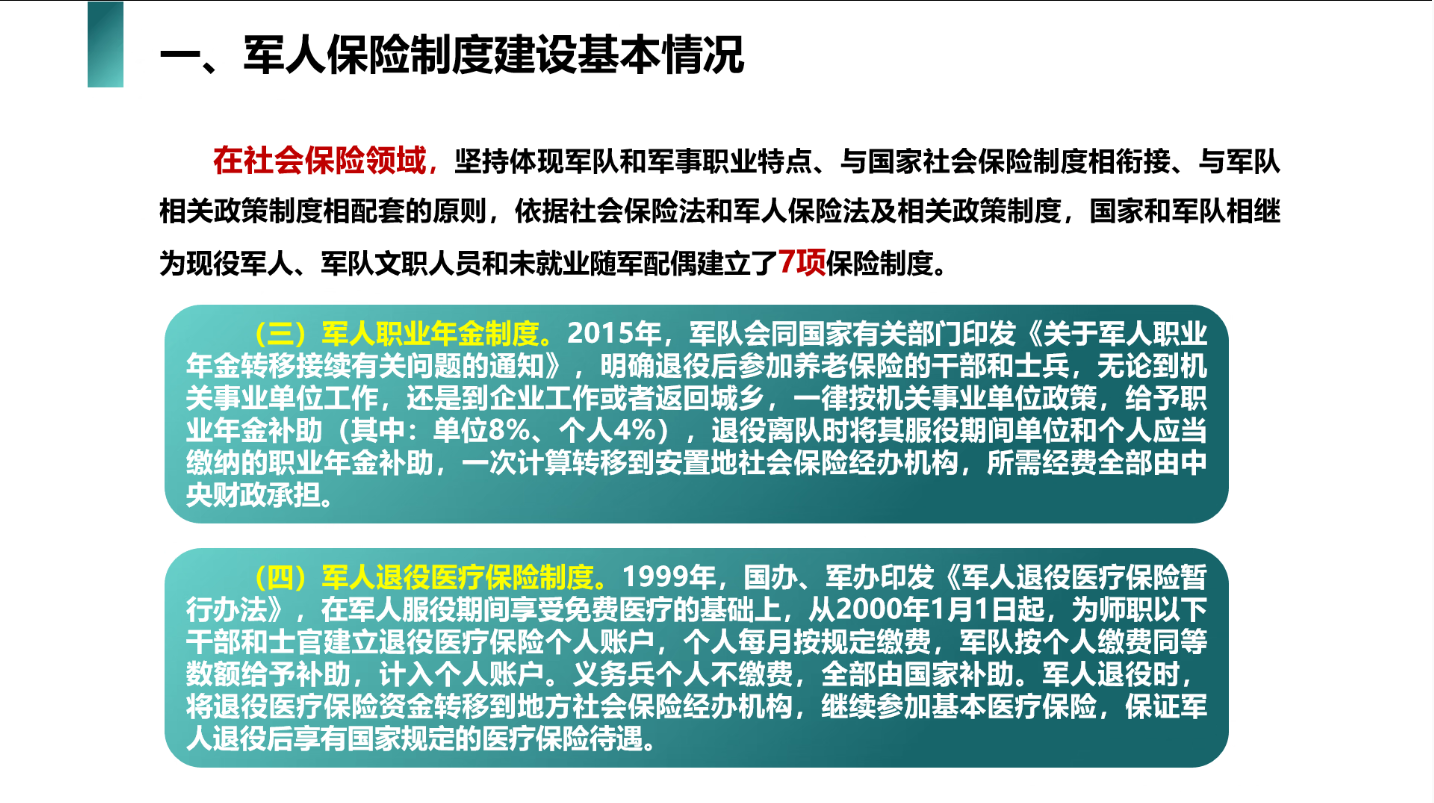 一、军人保险制度建设基本情况
在社会保险领域，坚持体现军队和军事职业特点、与国家社会保险制度相衔接、与军队
相关政策制度相配套的原则，依据社会保险法和军人保险法及相关政策制度，国家和军队相继
为现役军人、军队文职人员和未就业随军配偶建立了7项保险制度。
（三）军人职业年金制度。2015年，军队会同国家有关部门印发《关于军人职业
年金转移接续有关问题的通知》，明确退役后参加养老保险的干部和士兵，无论到机
关事业单位工作，还是到企业工作或者返回城乡，一律按机关事业单位政策，给予职
业年金补助（其中：单位8%、个人4%），退役离队时将其服役期间单位和个人应当
缴纳的职业年金补助，一次计算转移到安置地社会保险经办机构，所需经费全部由中
央财政承担。
（四）军人退役医疗保险制度。1999年，国办、军办印发《军人退役医疗保险暂
行办法》，在军人服役期间享受免费医疗的基础上，从2000年1月1日起，为师职以下
干部和士官建立退役医疗保险个人账户，个人每月按规定缴费，军队按个人缴费同等
数额给予补助，计入个人账户。义务兵个人不缴费，全部由国家补助。军人退役时，
将退役医疗保险资金转移到地方社会保险经办机构，继续参加基本医疗保险，保证军
人退役后享有国家规定的医疗保险待遇。